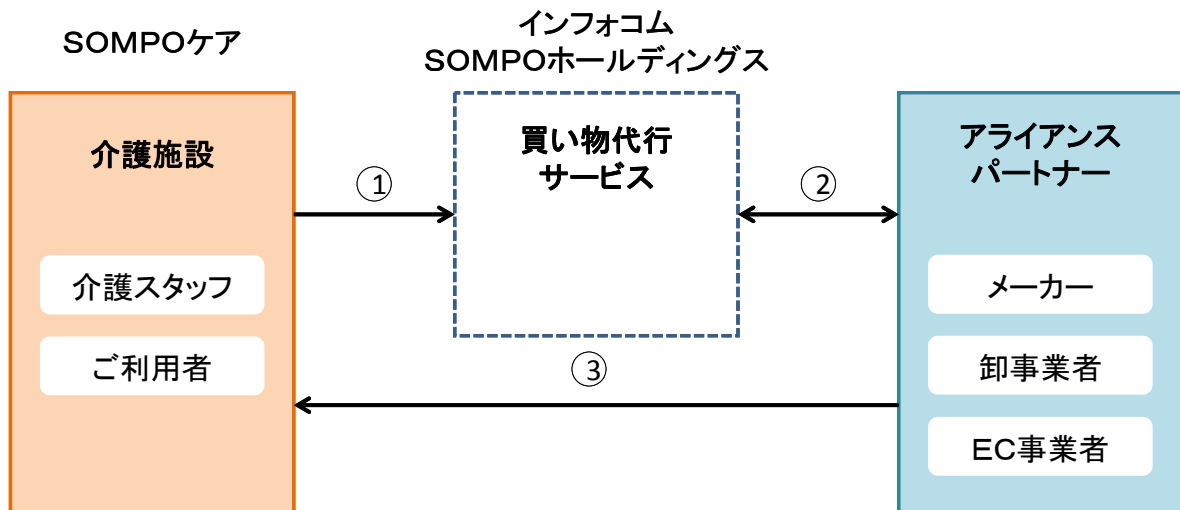 SOMPOケア
インフォコム
SOMPOホールディングス
介護施設
介護スタッフ
ご利用者
①
買い物代行
サービス
②
③
アライアンス
パートナー
メーカー
卸事業者
EC事業者